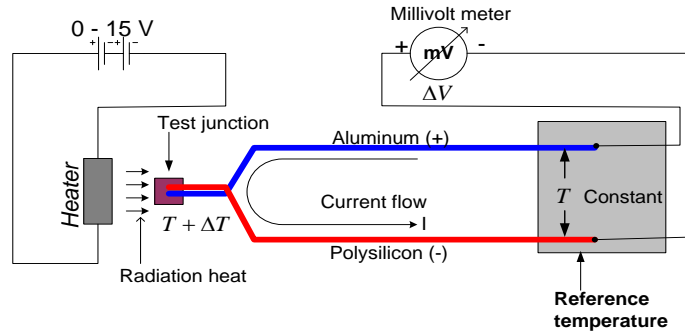 0 - 15 V
+ - + -
Millivolt meter
+ mV -
ΔV
Test junction
Aluminum (+)
Heater
T + ΔT
Current flow
I
T Constant
Radiation heat
Polysilicon (-)
Reference
temperature